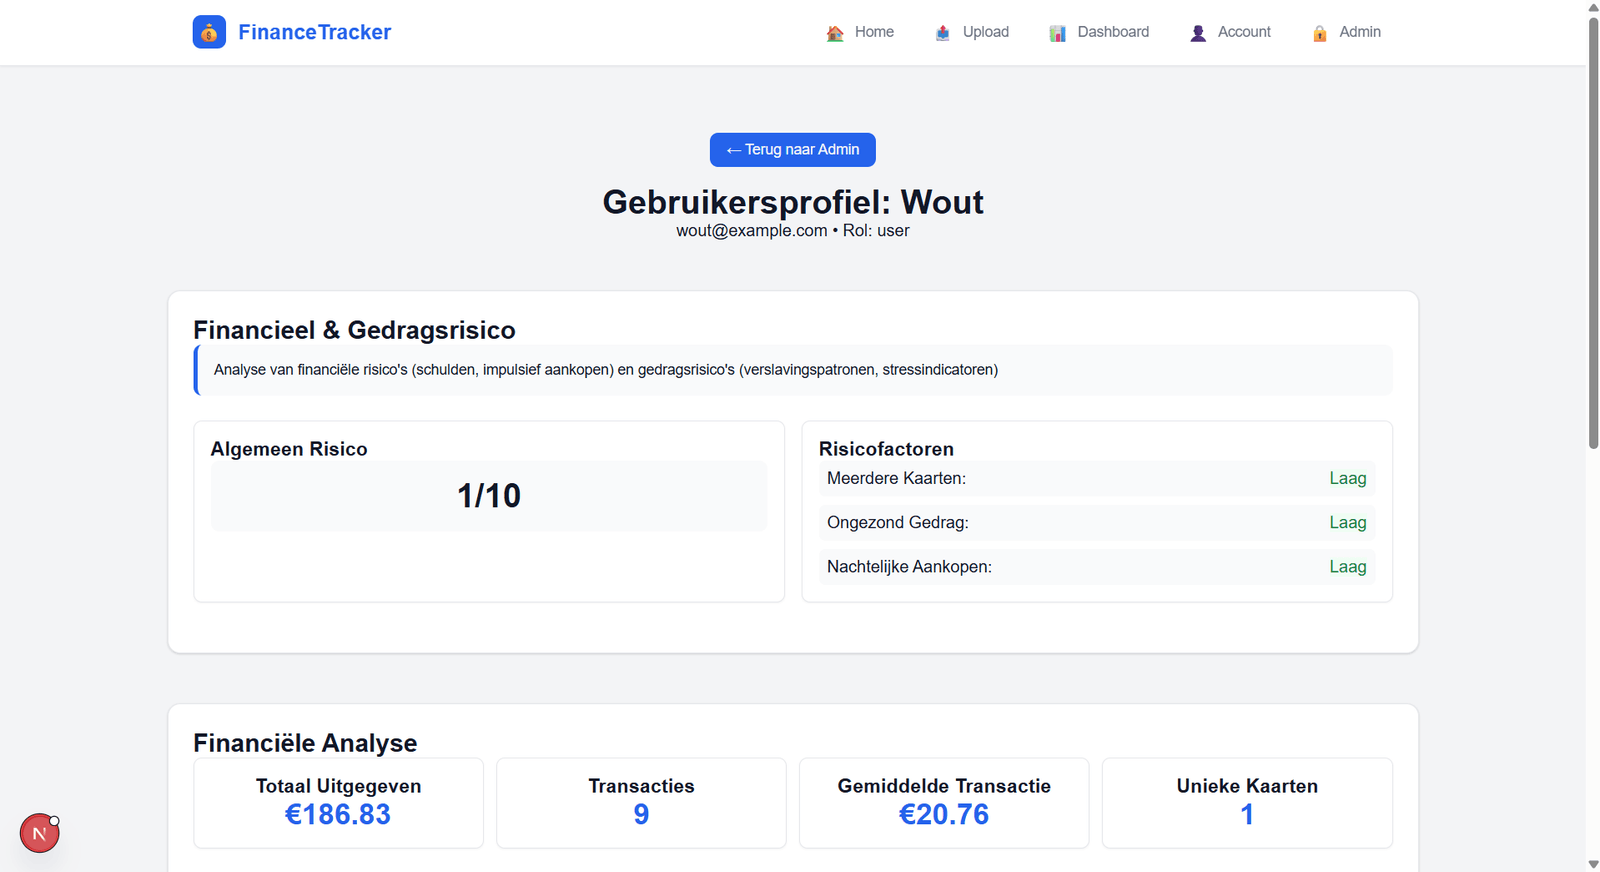 FinanceTracker
Home
Upload
Dashboard
Account
Admin
← Terug naar Admin
Gebruikersprofiel: Wout
wout@example.com • Rol: user
Financieel & Gedragsrisico
Analyse van financiële risico's (schulden, impulsief aankopen) en gedragsrisico's (verslavingspatronen, stressindicatoren)
Algemeen Risico
1/10
Risicofactoren
Meerdere Kaarten: Laag
Ongezond Gedrag: Laag
Nachtelijke Aankopen: Laag
Financiële Analyse
Totaal Uitgegeven
€186.83
Transacties
9
Gemiddelde Transactie
€20.76
Unieke Kaarten
1
N